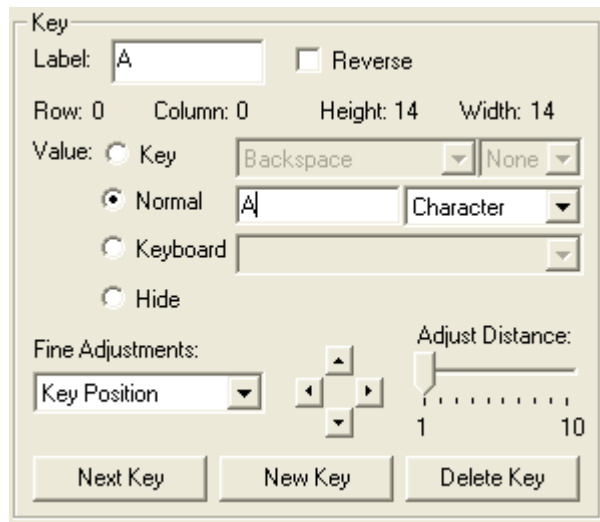 Key
Label: A Reverse
Row: 0 Column: 0 Height: 14 Width: 14
Value: Key Backspace None
Normal A Character
Keyboard
Hide
Fine Adjustments: Adjust Distance:
Key Position
1 10
Next Key New Key Delete Key